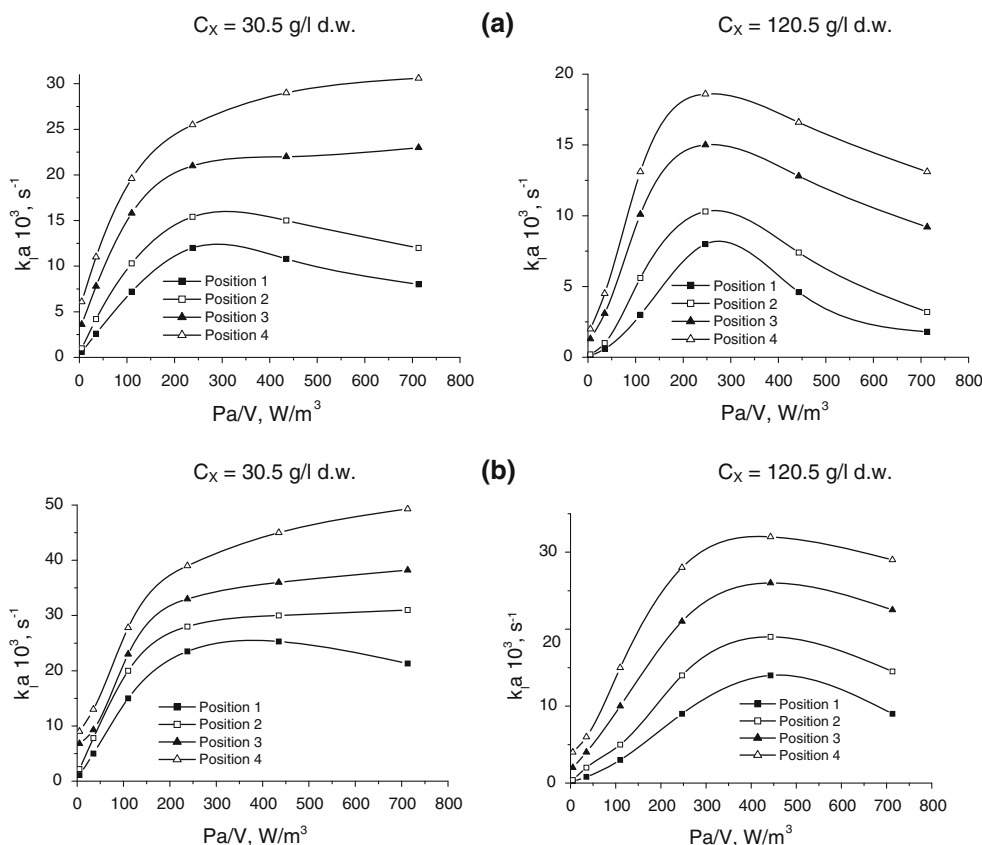 C_X = 30.5 g/l d.w. (a) C_X = 120.5 g/l d.w.
k_l a 10^3, s^-1
30
25
20
15
10
5
0
Position 1
Position 2
Position 3
Position 4
0 100 200 300 400 500 600 700 800
Pa/V, W/m^3
k_l a 10^3, s^-1
20
15
10
5
0
Position 1
Position 2
Position 3
Position 4
0 100 200 300 400 500 600 700 800
Pa/V, W/m^3
C_X = 30.5 g/l d.w. (b) C_X = 120.5 g/l d.w.
k_l a 10^3, s^-1
50
40
30
20
10
0
Position 1
Position 2
Position 3
Position 4
0 100 200 300 400 500 600 700 800
Pa/V, W/m^3
k_l a 10^3, s^-1
30
20
10
0
Position 1
Position 2
Position 3
Position 4
0 100 200 300 400 500 600 700 800
Pa/V, W/m^3